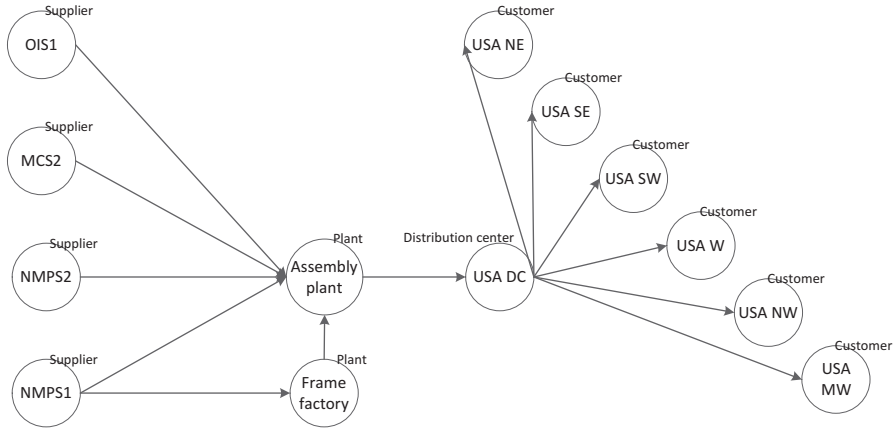 Supplier
OIS1
Supplier
MCS2
Supplier
NMPS2
Supplier
NMPS1
Plant
Assembly
plant
Plant
Frame
factory
Distribution center
USA DC
Customer
USA NE
Customer
USA SE
Customer
USA SW
Customer
USA W
Customer
USA NW
Customer
USA
MW